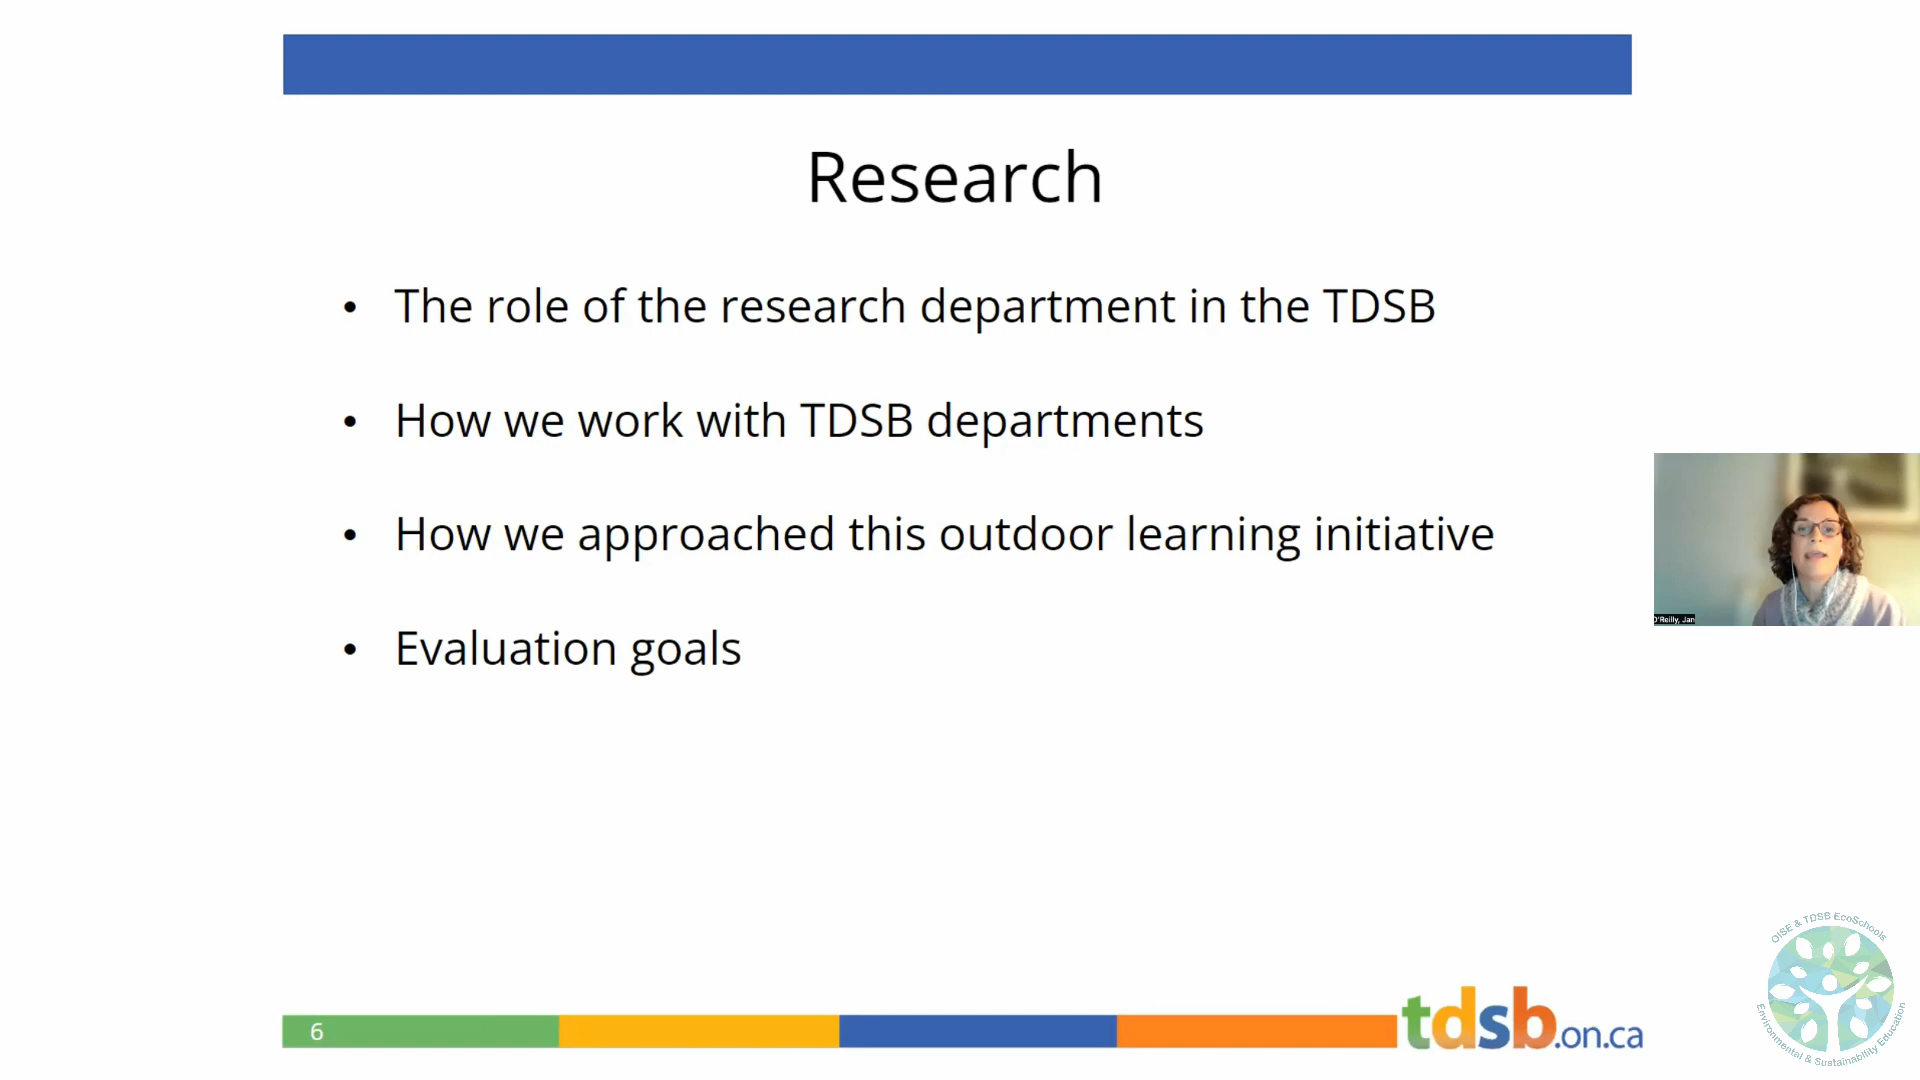 Research
• The role of the research department in the TDSB
• How we work with TDSB departments
• How we approached this outdoor learning initiative
• Evaluation goals
O'Reilly, Jan
6
tdsb.on.ca
OISE & TDSB EcoSchools
Environmental & Sustainability Education